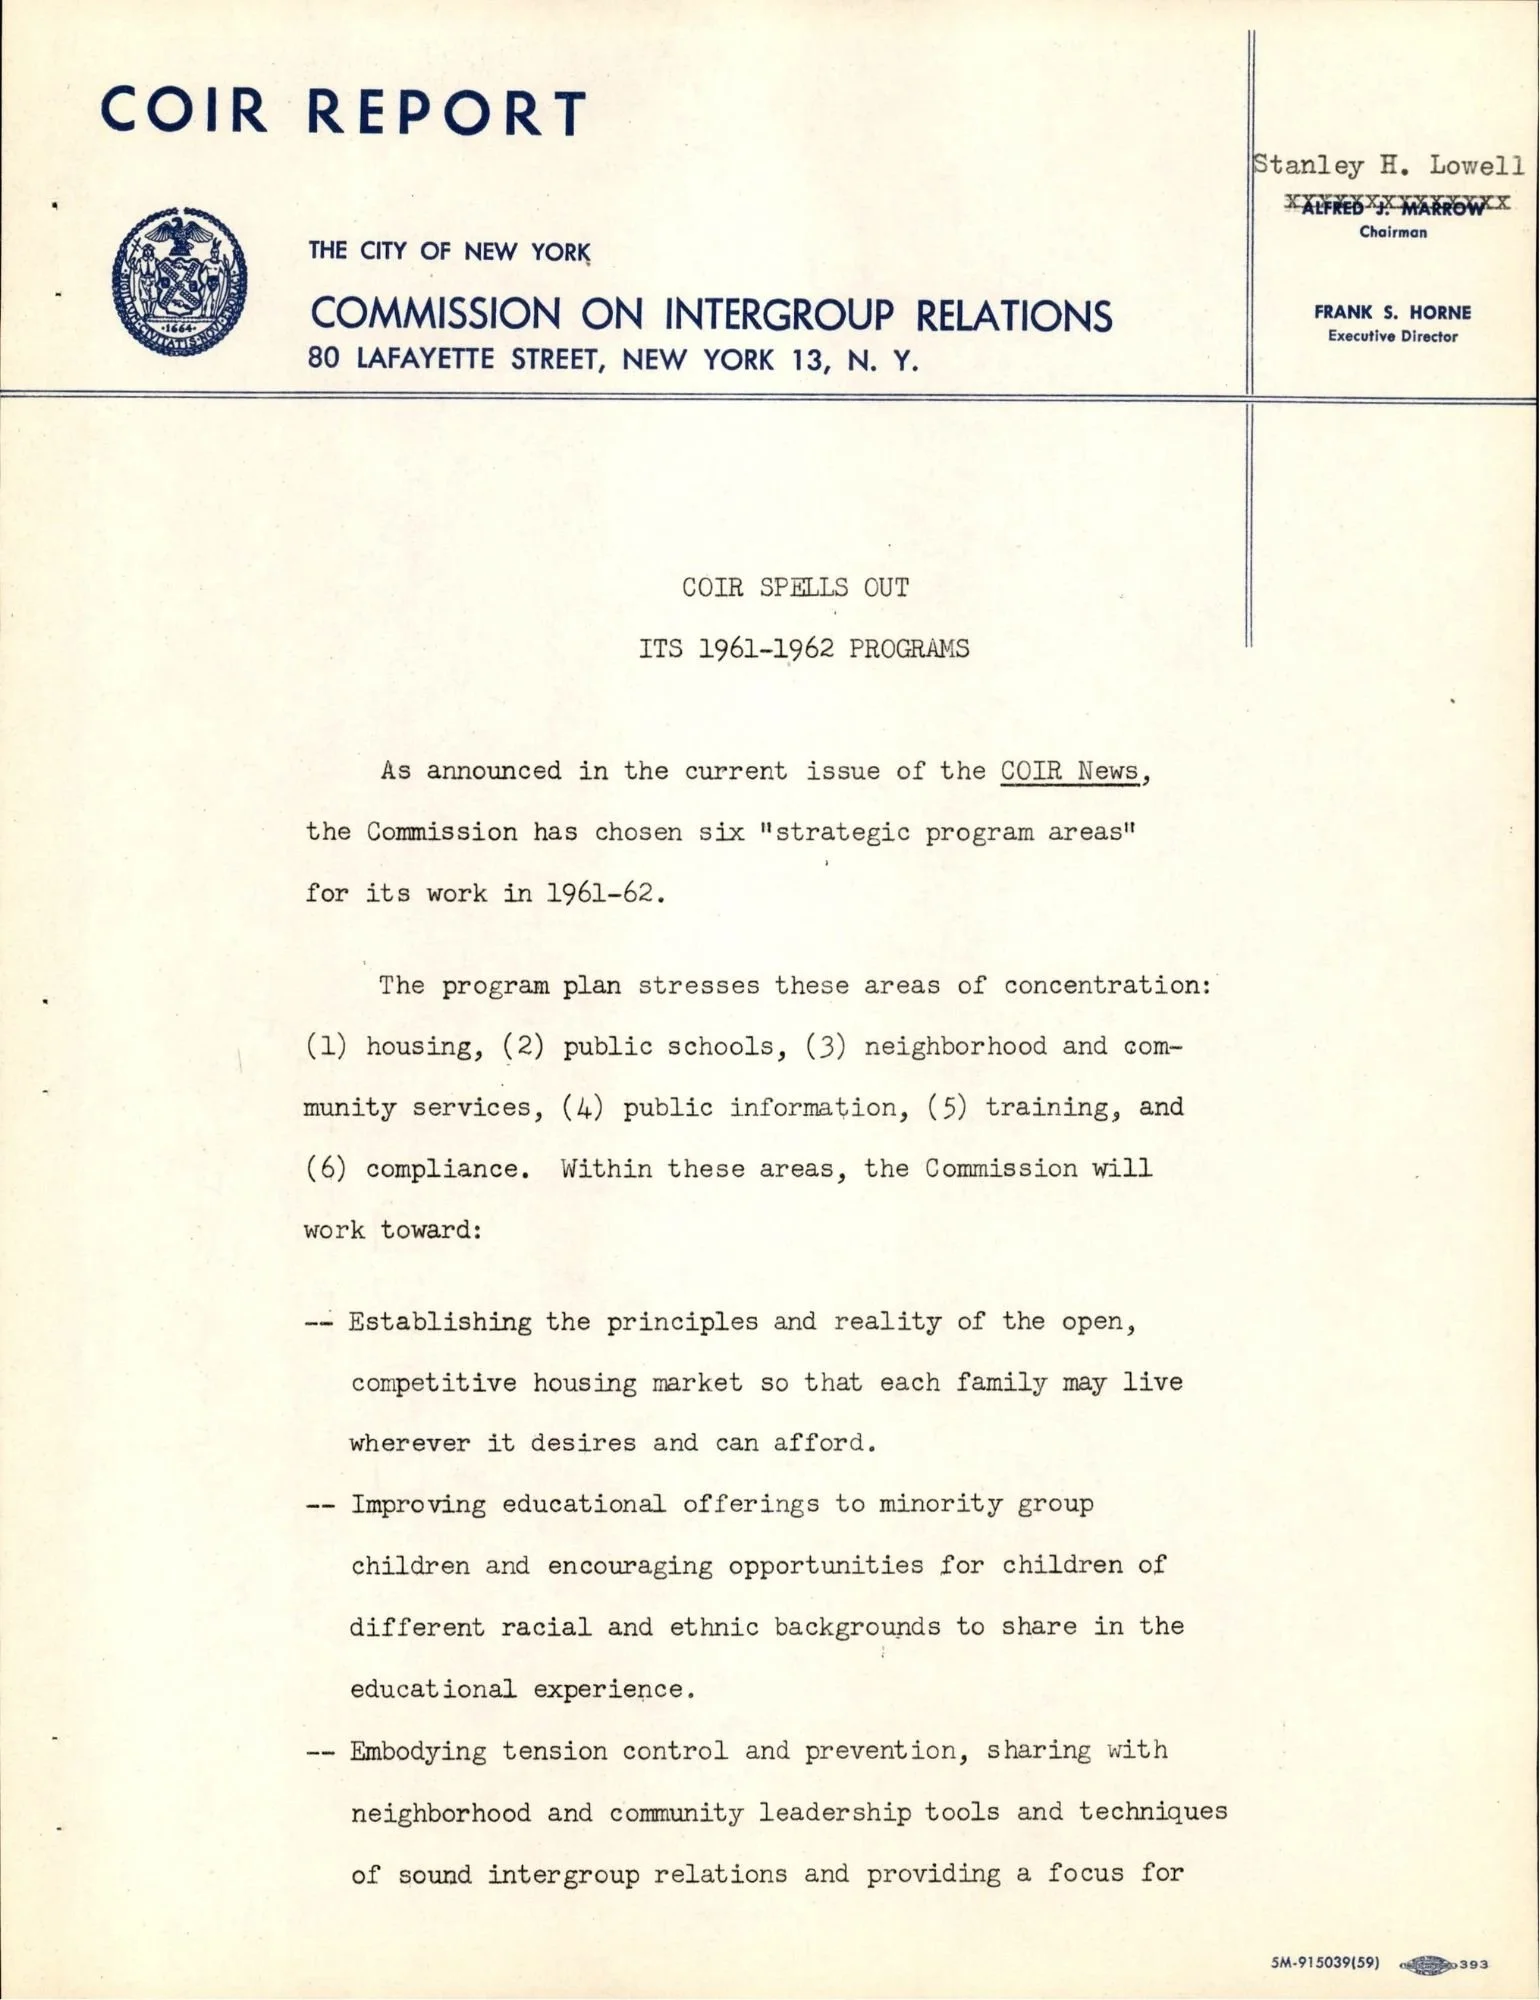 COIR REPORT
THE CITY OF NEW YORK
COMMISSION ON INTERGROUP RELATIONS
80 LAFAYETTE STREET, NEW YORK 13, N. Y.
Stanley H. Lowell
ALFRED J. MARROW
Chairman
FRANK S. HORNE
Executive Director
·1664·
COIR SPELLS OUT
ITS 1961-1962 PROGRAMS
As announced in the current issue of the COIR News,
the Commission has chosen six "strategic program areas"
for its work in 1961-62.
The program plan stresses these areas of concentration:
(1) housing, (2) public schools, (3) neighborhood and com-
munity services, (4) public information, (5) training, and
(6) compliance. Within these areas, the Commission will
work toward:
-- Establishing the principles and reality of the open,
competitive housing market so that each family may live
wherever it desires and can afford.
-- Improving educational offerings to minority group
children and encouraging opportunities for children of
different racial and ethnic backgrounds to share in the
educational experience.
-- Embodying tension control and prevention, sharing with
neighborhood and community leadership tools and techniques
of sound intergroup relations and providing a focus for
5M-915039(59) 393